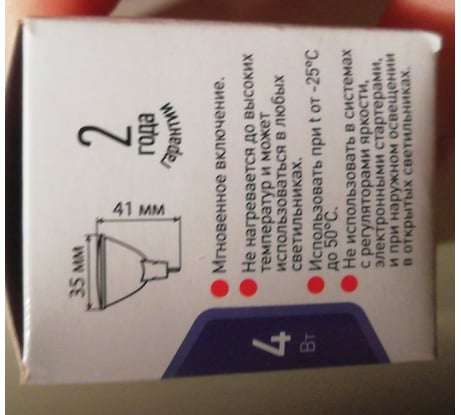 2
года
гарантии
41 мм
35 мм
Мгновенное включение.
Не нагревается до высоких
температур и может
использоваться в любых
светильниках.
Использовать при t от -25°C
до 50°C.
Не использовать в системах
с регуляторами яркости,
электронными стартерами,
и при наружном освещении
в открытых светильниках.
4
Вт